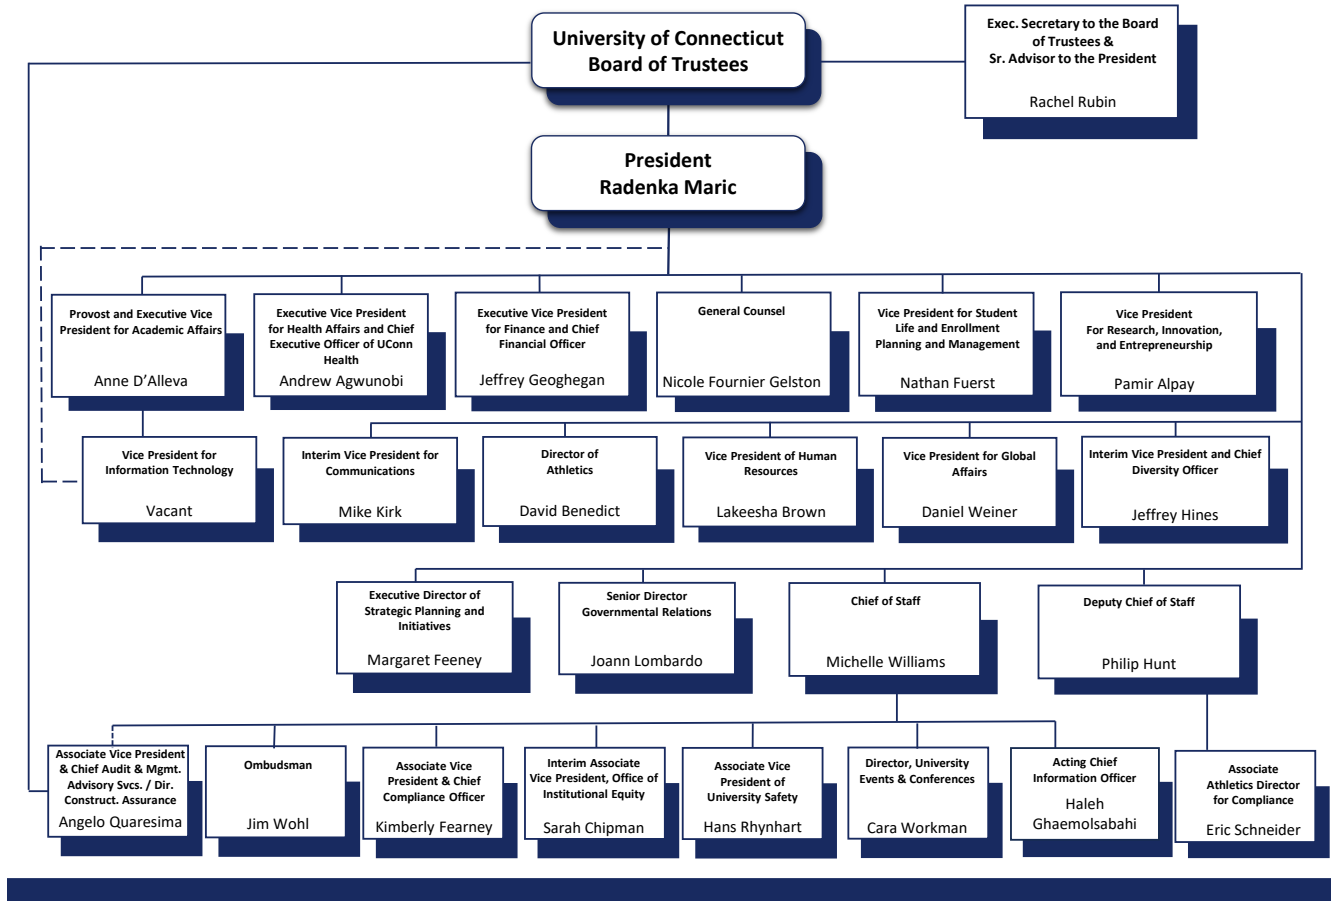 University of Connecticut
Board of Trustees
Exec. Secretary to the Board
of Trustees &
Sr. Advisor to the President
Rachel Rubin
President
Radenka Maric
Provost and Executive Vice
President for Academic Affairs
Anne D’Alleva
Executive Vice President
for Health Affairs and Chief
Executive Officer of UConn
Health
Andrew Agwunobi
Executive Vice President
for Finance and Chief
Financial Officer
Jeffrey Geoghegan
General Counsel
Nicole Fournier Gelston
Vice President for Student
Life and Enrollment
Planning and Management
Nathan Fuerst
Vice President
For Research, Innovation,
and Entrepreneurship
Pamir Alpay
Vice President for
Information Technology
Vacant
Interim Vice President for
Communications
Mike Kirk
Director of
Athletics
David Benedict
Vice President of Human
Resources
Lakeesha Brown
Vice President for Global
Affairs
Daniel Weiner
Interim Vice President and Chief
Diversity Officer
Jeffrey Hines
Executive Director of
Strategic Planning and
Initiatives
Margaret Feeney
Senior Director
Governmental Relations
Joann Lombardo
Chief of Staff
Michelle Williams
Deputy Chief of Staff
Philip Hunt
Associate Vice President
& Chief Audit & Mgmt.
Advisory Svcs. / Dir.
Construct. Assurance
Angelo Quaresima
Ombudsman
Jim Wohl
Associate Vice
President & Chief
Compliance Officer
Kimberly Fearney
Interim Associate
Vice President, Office of
Institutional Equity
Sarah Chipman
Associate Vice
President of
University Safety
Hans Rhynhart
Director, University
Events & Conferences
Cara Workman
Acting Chief
Information Officer
Haleh
Ghaemolsabahi
Associate
Athletics Director
for Compliance
Eric Schneider